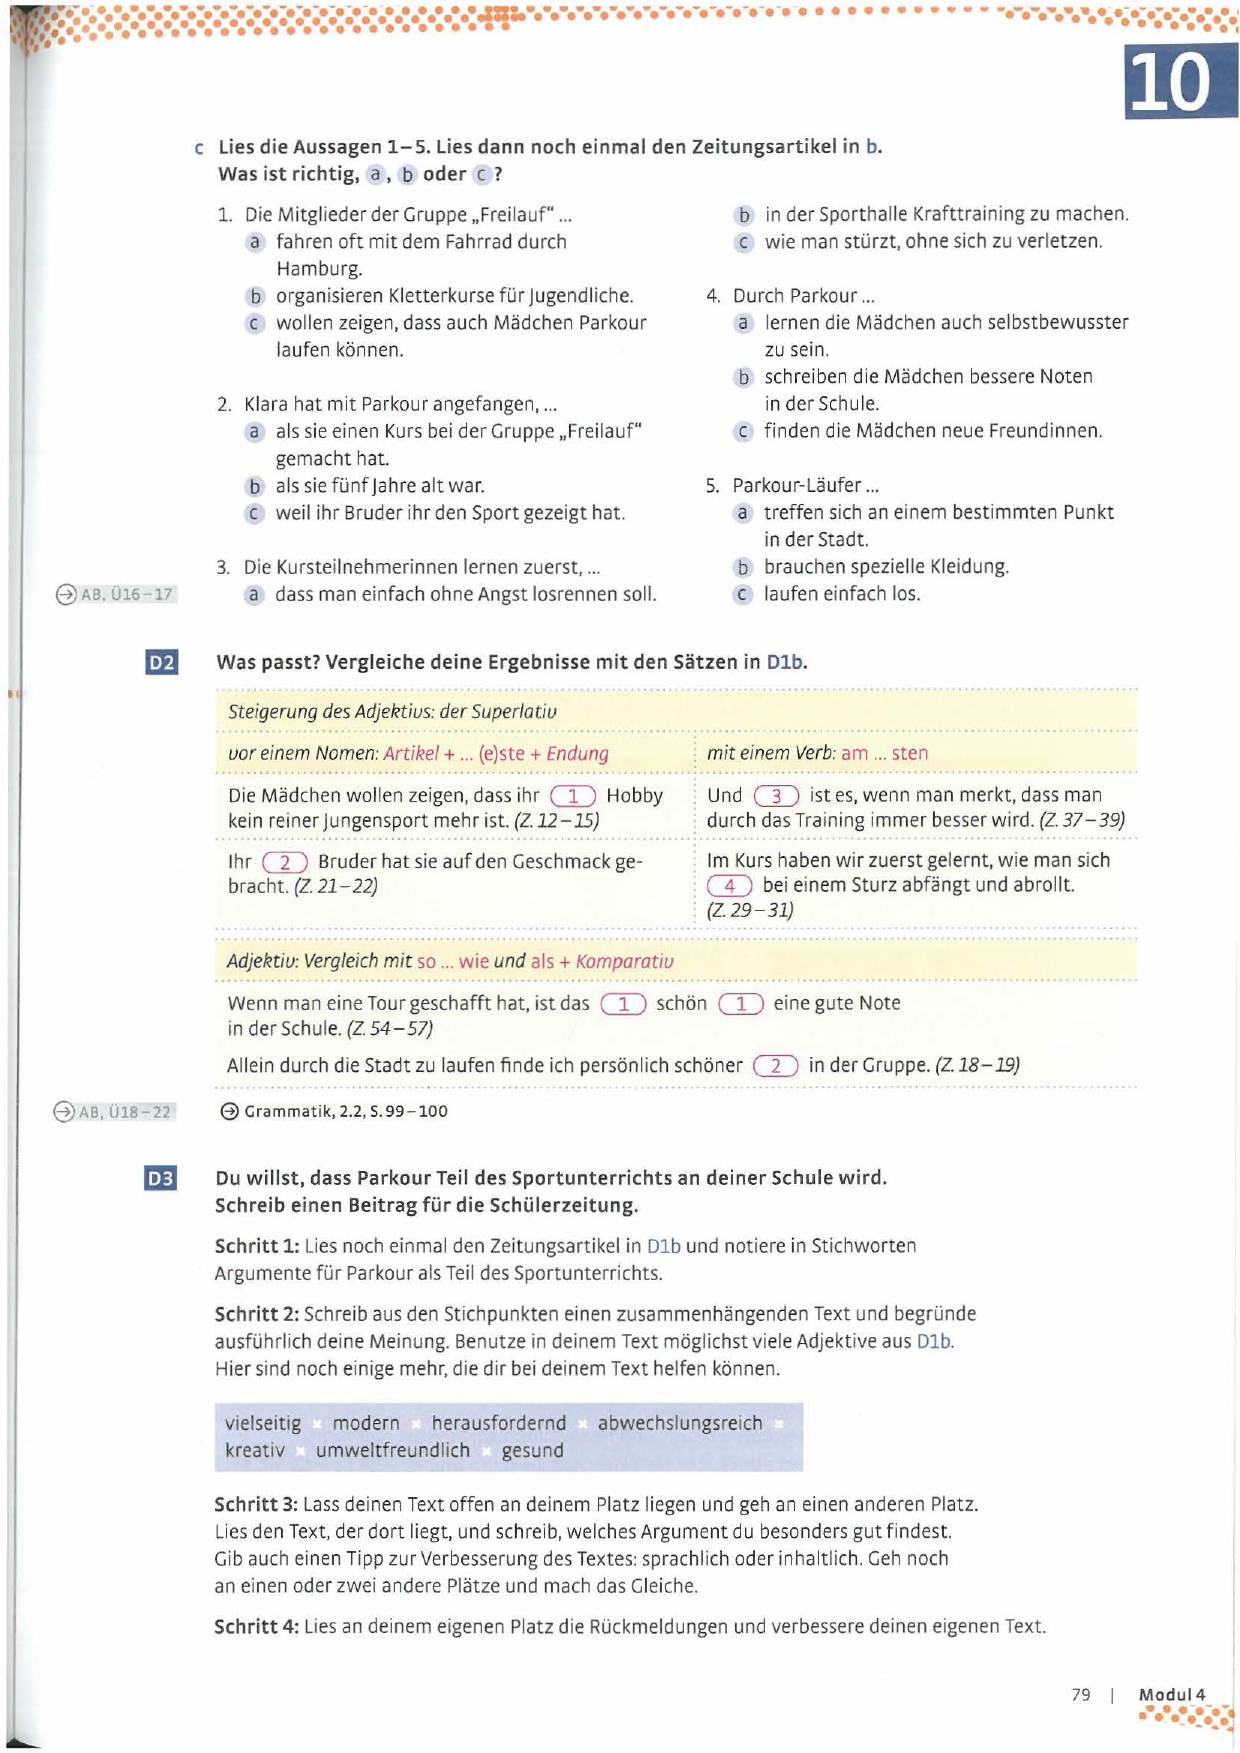 10
c Lies die Aussagen 1–5. Lies dann noch einmal den Zeitungsartikel in b.
Was ist richtig, a, b oder c?
1. Die Mitglieder der Gruppe „Freilauf“ ...
a fahren oft mit dem Fahrrad durch
Hamburg.
b organisieren Kletterkurse für Jugendliche.
c wollen zeigen, dass auch Mädchen Parkour
laufen können.
2. Klara hat mit Parkour angefangen, ...
a als sie einen Kurs bei der Gruppe „Freilauf“
gemacht hat.
b als sie fünf Jahre alt war.
c weil ihr Bruder ihr den Sport gezeigt hat.
3. Die Kursteilnehmerinnen lernen zuerst, ...
AB, Ü16–17
a dass man einfach ohne Angst losrennen soll.
b in der Sporthalle Krafttraining zu machen.
c wie man stürzt, ohne sich zu verletzen.
4. Durch Parkour ...
a lernen die Mädchen auch selbstbewusster
zu sein.
b schreiben die Mädchen bessere Noten
in der Schule.
c finden die Mädchen neue Freundinnen.
5. Parkour-Läufer ...
a treffen sich an einem bestimmten Punkt
in der Stadt.
b brauchen spezielle Kleidung.
c laufen einfach los.
D2 Was passt? Vergleiche deine Ergebnisse mit den Sätzen in D1b.
Steigerung des Adjektivs: der Superlativ
vor einem Nomen: Artikel + ... (e)ste + Endung
mit einem Verb: am ... sten
Die Mädchen wollen zeigen, dass ihr 1 Hobby
kein reiner Jungensport mehr ist. (Z. 12–15)
Und 3 ist es, wenn man merkt, dass man
durch das Training immer besser wird. (Z. 37–39)
Ihr 2 Bruder hat sie auf den Geschmack ge-
bracht. (Z. 21–22)
Im Kurs haben wir zuerst gelernt, wie man sich
4 bei einem Sturz abfängt und abrollt.
(Z. 29–31)
Adjektiv: Vergleich mit so ... wie und als + Komparativ
Wenn man eine Tour geschafft hat, ist das 1 schön 1 eine gute Note
in der Schule. (Z. 54–57)
Allein durch die Stadt zu laufen finde ich persönlich schöner 2 in der Gruppe. (Z. 18–19)
AB, Ü18–22
Grammatik, 2.2, S. 99–100
D3 Du willst, dass Parkour Teil des Sportunterrichts an deiner Schule wird.
Schreib einen Beitrag für die Schülerzeitung.
Schritt 1: Lies noch einmal den Zeitungsartikel in D1b und notiere in Stichworten
Argumente für Parkour als Teil des Sportunterrichts.
Schritt 2: Schreib aus den Stichpunkten einen zusammenhängenden Text und begründe
ausführlich deine Meinung. Benutze in deinem Text möglichst viele Adjektive aus D1b.
Hier sind noch einige mehr, die dir bei deinem Text helfen können.
vielseitig × modern × herausfordernd × abwechslungsreich ×
kreativ × umweltfreundlich × gesund
Schritt 3: Lass deinen Text offen an deinem Platz liegen und geh an einen anderen Platz.
Lies den Text, der dort liegt, und schreib, welches Argument du besonders gut findest.
Gib auch einen Tipp zur Verbesserung des Textes: sprachlich oder inhaltlich. Geh noch
an einen oder zwei andere Plätze und mach das Gleiche.
Schritt 4: Lies an deinem eigenen Platz die Rückmeldungen und verbessere deinen eigenen Text.
79 | Modul 4